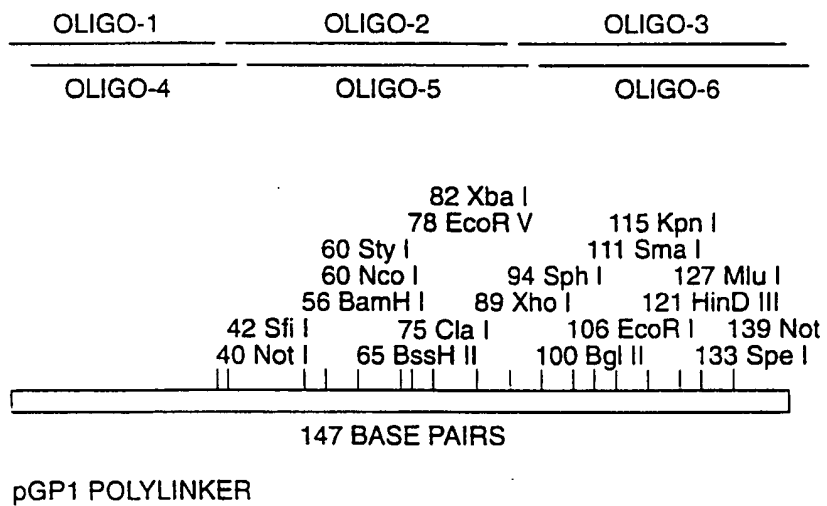 OLIGO-1 OLIGO-2 OLIGO-3
OLIGO-4 OLIGO-5 OLIGO-6
82 Xba I
78 EcoR V 115 Kpn I
60 Sty I 111 Sma I
60 Nco I 94 Sph I 127 Mlu I
56 BamH I 89 Xho I 121 HinD III
42 Sfi I 75 Cla I 106 EcoR I 139 Not
40 Not I 65 BssH II 100 Bgl II 133 Spe I
147 BASE PAIRS
pGP1 POLYLINKER